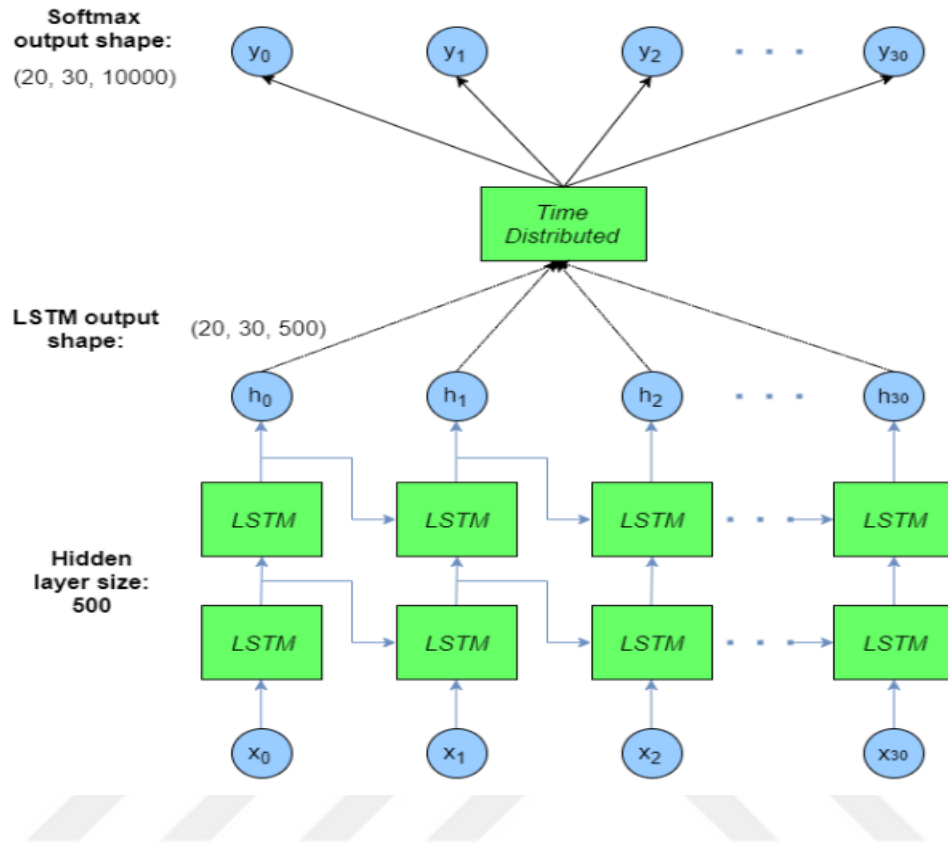 Softmax
output shape:
(20, 30, 10000)
y0 y1 y2 . . . y30
Time
Distributed
LSTM output
shape:
(20, 30, 500)
h0 h1 h2 . . . h30
LSTM LSTM LSTM . . . LSTM
Hidden
layer size:
500
LSTM LSTM LSTM . . . LSTM
x0 x1 x2 . . . x30